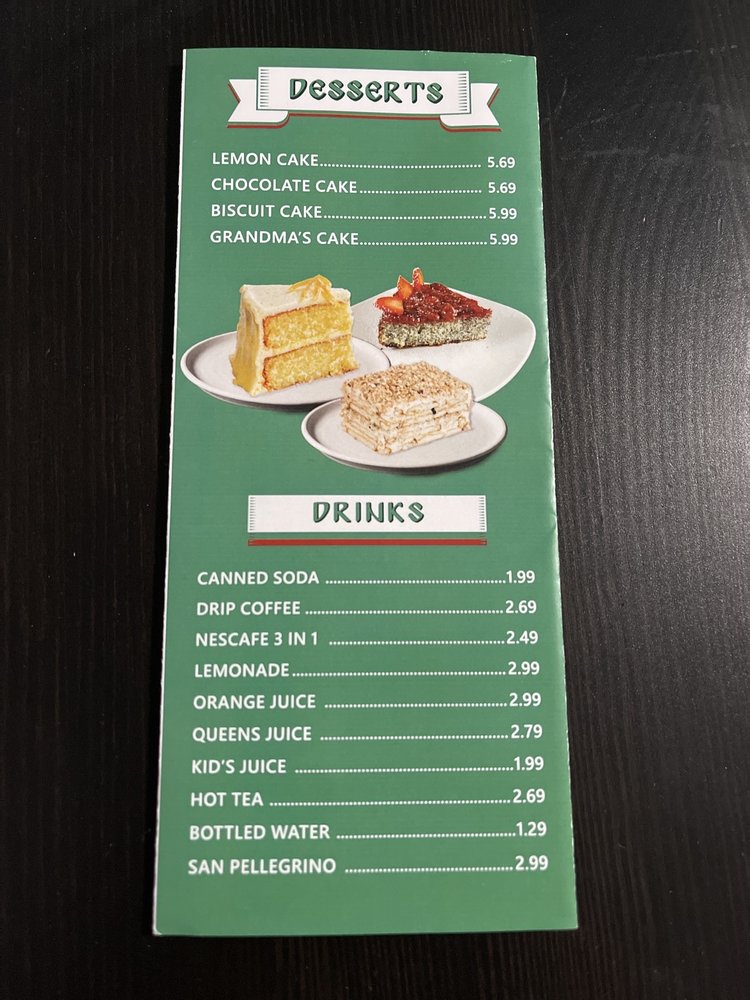 DESSERTS
LEMON CAKE................................ 5.69
CHOCOLATE CAKE........................ 5.69
BISCUIT CAKE................................ 5.99
GRANDMA'S CAKE......................... 5.99
DRINKS
CANNED SODA ....................................1.99
DRIP COFFEE ....................................... 2.69
NESCAFE 3 IN 1 ...................................2.49
LEMONADE........................................... 2.99
ORANGE JUICE .................................... 2.99
QUEENS JUICE ..................................... 2.79
KID'S JUICE ...........................................1.99
HOT TEA ............................................... 2.69
BOTTLED WATER ...................................1.29
SAN PELLEGRINO ................................. 2.99